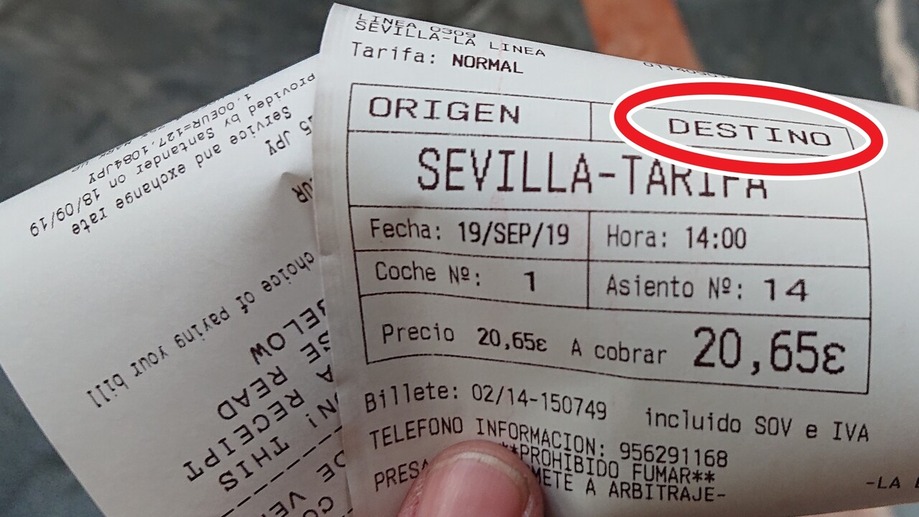 LINEA 0309
SEVILLA-LA LINEA
Tarifa: NORMAL
ORIGEN DESTINO
SEVILLA-TARIFA
Fecha: 19/SEP/19 Hora: 14:00
Coche Nº: 1 Asiento Nº: 14
Precio 20,65€ A cobrar 20,65€
Billete: 02/14-150749 incluido SOV e IVA
TELEFONO INFORMACION: 956291168
**PROHIBIDO FUMAR**
A ARBITRAJE-
1.00EUR=127.1084JPY
provided by Santander on 18/09/19
Service and exchange rate
JPY
choice of paying your bill
BELOW
READ
THIS
RECEIPT